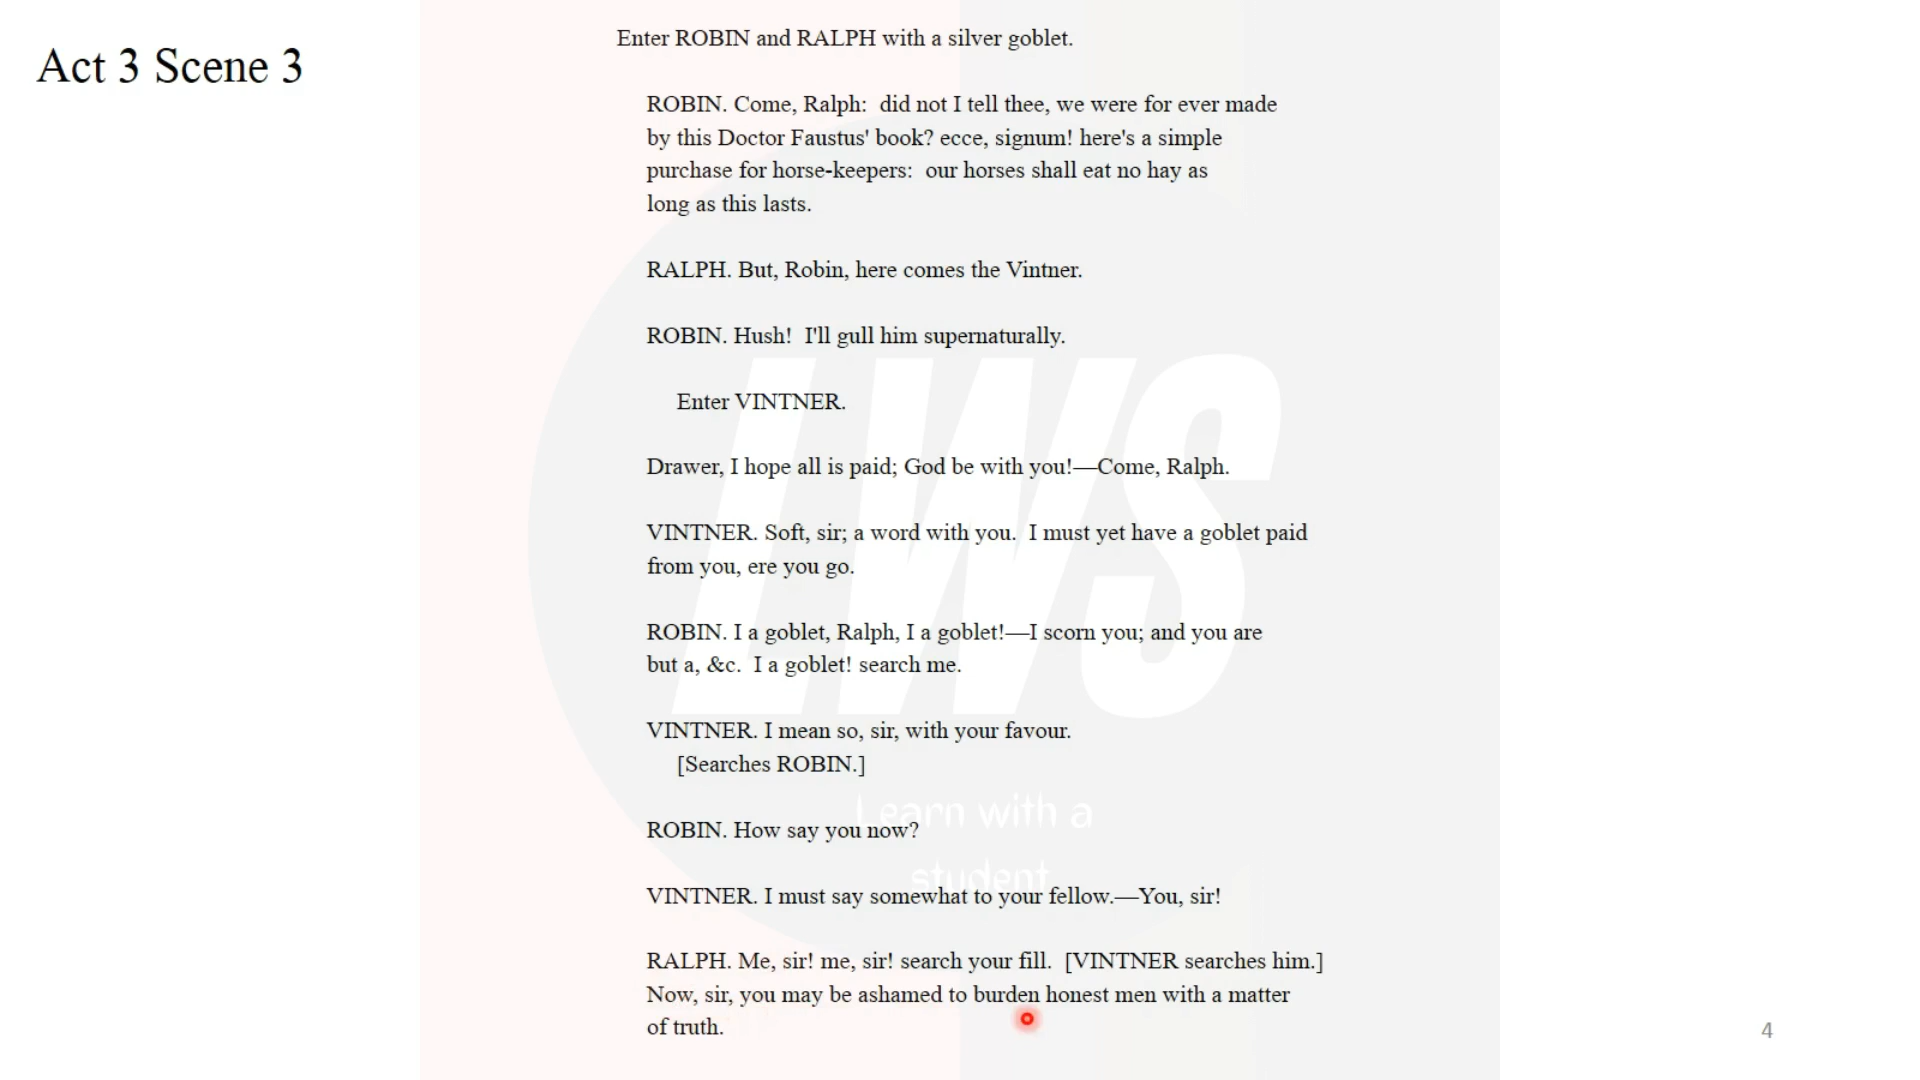 Act 3 Scene 3
Enter ROBIN and RALPH with a silver goblet.
ROBIN. Come, Ralph: did not I tell thee, we were for ever made
by this Doctor Faustus' book? ecce, signum! here's a simple
purchase for horse-keepers: our horses shall eat no hay as
long as this lasts.
RALPH. But, Robin, here comes the Vintner.
ROBIN. Hush! I'll gull him supernaturally.
Enter VINTNER.
Drawer, I hope all is paid; God be with you!—Come, Ralph.
VINTNER. Soft, sir; a word with you. I must yet have a goblet paid
from you, ere you go.
ROBIN. I a goblet, Ralph, I a goblet!—I scorn you; and you are
but a, &c. I a goblet! search me.
VINTNER. I mean so, sir, with your favour.
[Searches ROBIN.]
ROBIN. How say you now?
VINTNER. I must say somewhat to your fellow.—You, sir!
RALPH. Me, sir! me, sir! search your fill. [VINTNER searches him.]
Now, sir, you may be ashamed to burden honest men with a matter
of truth.
LWS
Learn with a
student
4